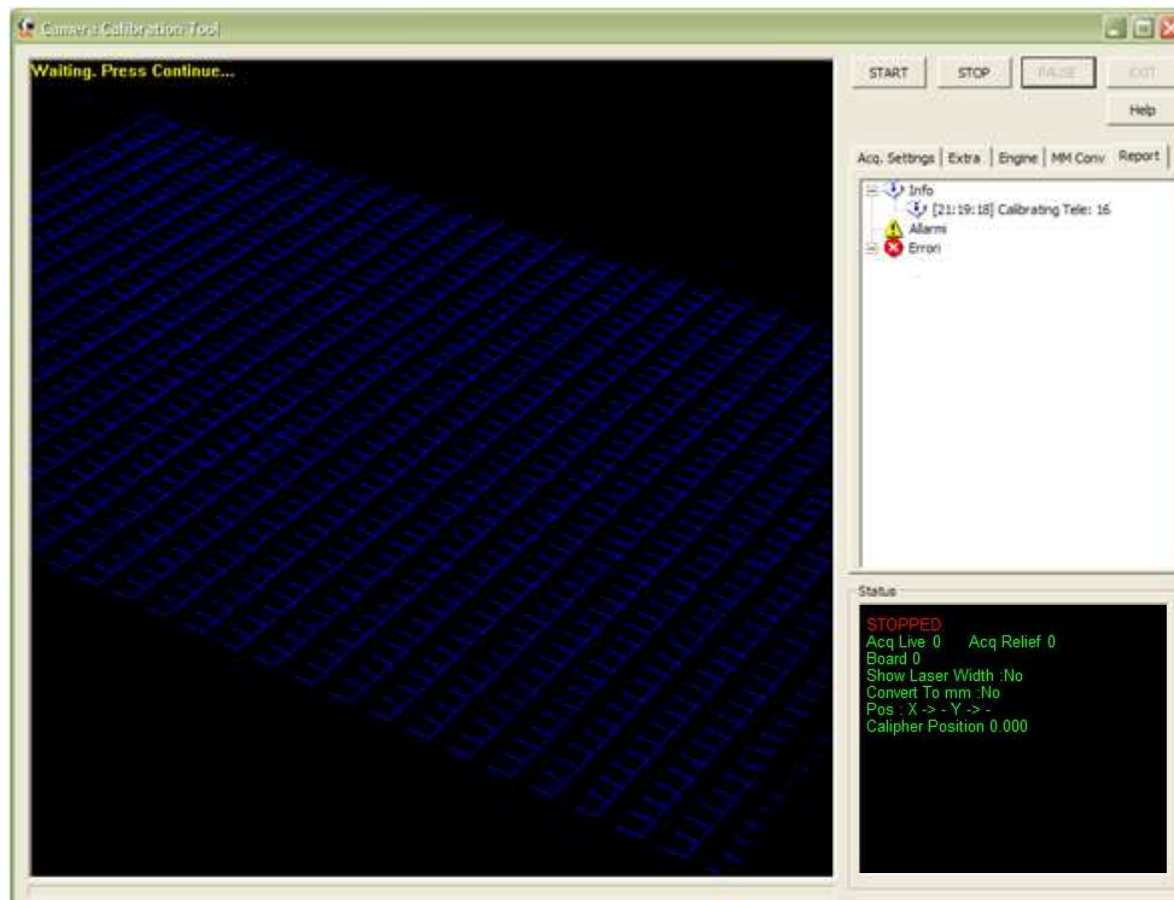 Camera Calibration Tool
Waiting. Press Continue...
START STOP PAUSE EXIT
Help
Acq. Settings Extra Engine MM Conv Report
Info
[21:19:18] Calibrating Tele: 16
Allarmi
Errori
Status
STOPPED.
Acq Live 0 Acq Relief 0
Board 0
Show Laser Width :No
Convert To mm :No
Pos : X -> - Y -> -
Calipher Position 0.000